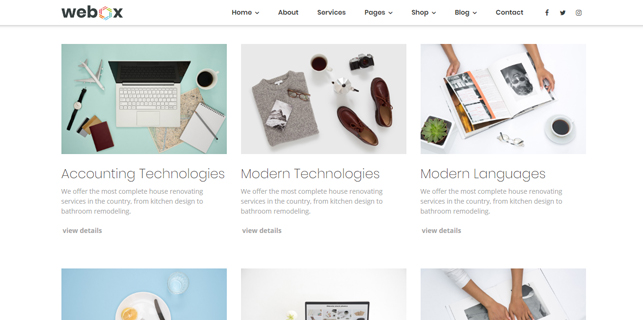 webox
Home About Services Pages Shop Blog Contact
Accounting Technologies
We offer the most complete house renovating
services in the country, from kitchen design to
bathroom remodeling.
view details
Modern Technologies
We offer the most complete house renovating
services in the country, from kitchen design to
bathroom remodeling.
view details
Modern Languages
We offer the most complete house renovating
services in the country, from kitchen design to
bathroom remodeling.
view details